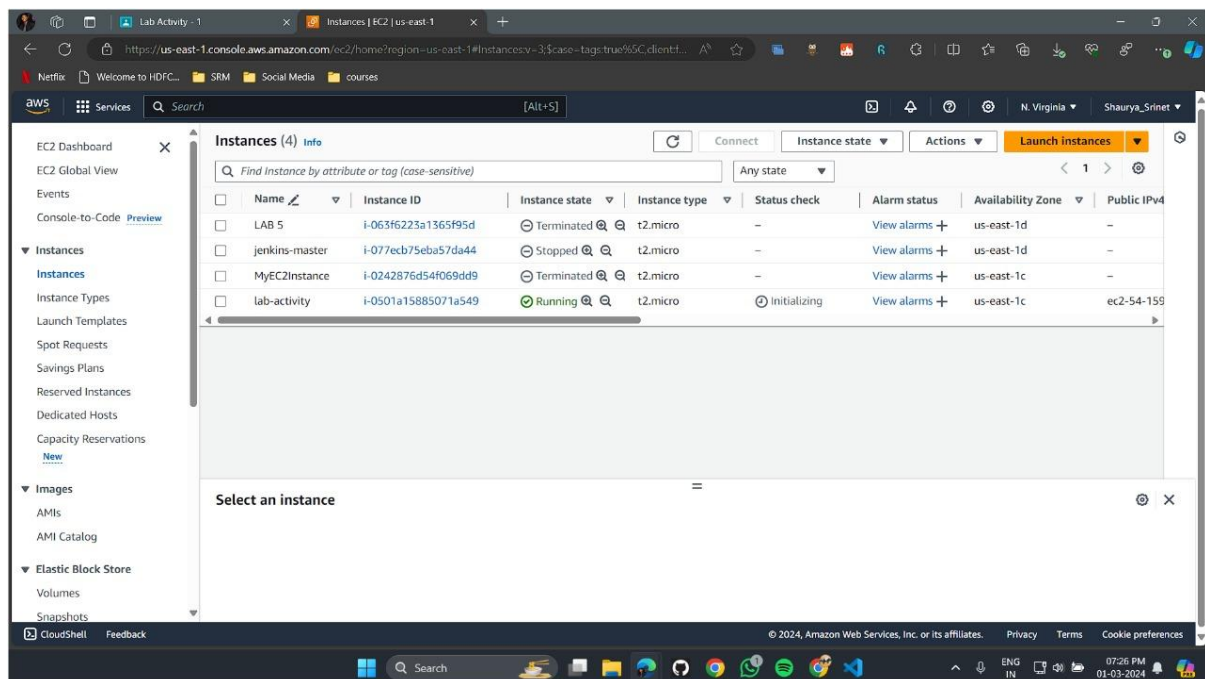 Lab Activity - 1
Instances | EC2 | us-east-1
https://us-east-1.console.aws.amazon.com/ec2/home?region=us-east-1#Instances:v=3;$case=tags:true%5C,client:f...
Netflix Welcome to HDFC... SRM Social Media courses
aws Services Search [Alt+S] N. Virginia Shaurya_Srinet
EC2 Dashboard
EC2 Global View
Events
Console-to-Code Preview
Instances
Instances
Instance Types
Launch Templates
Spot Requests
Savings Plans
Reserved Instances
Dedicated Hosts
Capacity Reservations
New
Images
AMIs
AMI Catalog
Elastic Block Store
Volumes
Snapshots
Instances (4) Info Connect Instance state Actions Launch instances
Find Instance by attribute or tag (case-sensitive) Any state 1
Name Instance ID Instance state Instance type Status check Alarm status Availability Zone Public IPv4
LAB 5 i-063f6223a1365f95d Terminated t2.micro – View alarms + us-east-1d –
jenkins-master i-077ecb75eba57da44 Stopped t2.micro – View alarms + us-east-1d –
MyEC2Instance i-0242876d54f069dd9 Terminated t2.micro – View alarms + us-east-1c –
lab-activity i-0501a15885071a549 Running t2.micro Initializing View alarms + us-east-1c ec2-54-159
Select an instance
CloudShell Feedback © 2024, Amazon Web Services, Inc. or its affiliates. Privacy Terms Cookie preferences
Search ENG 07:26 PM
IN 01-03-2024